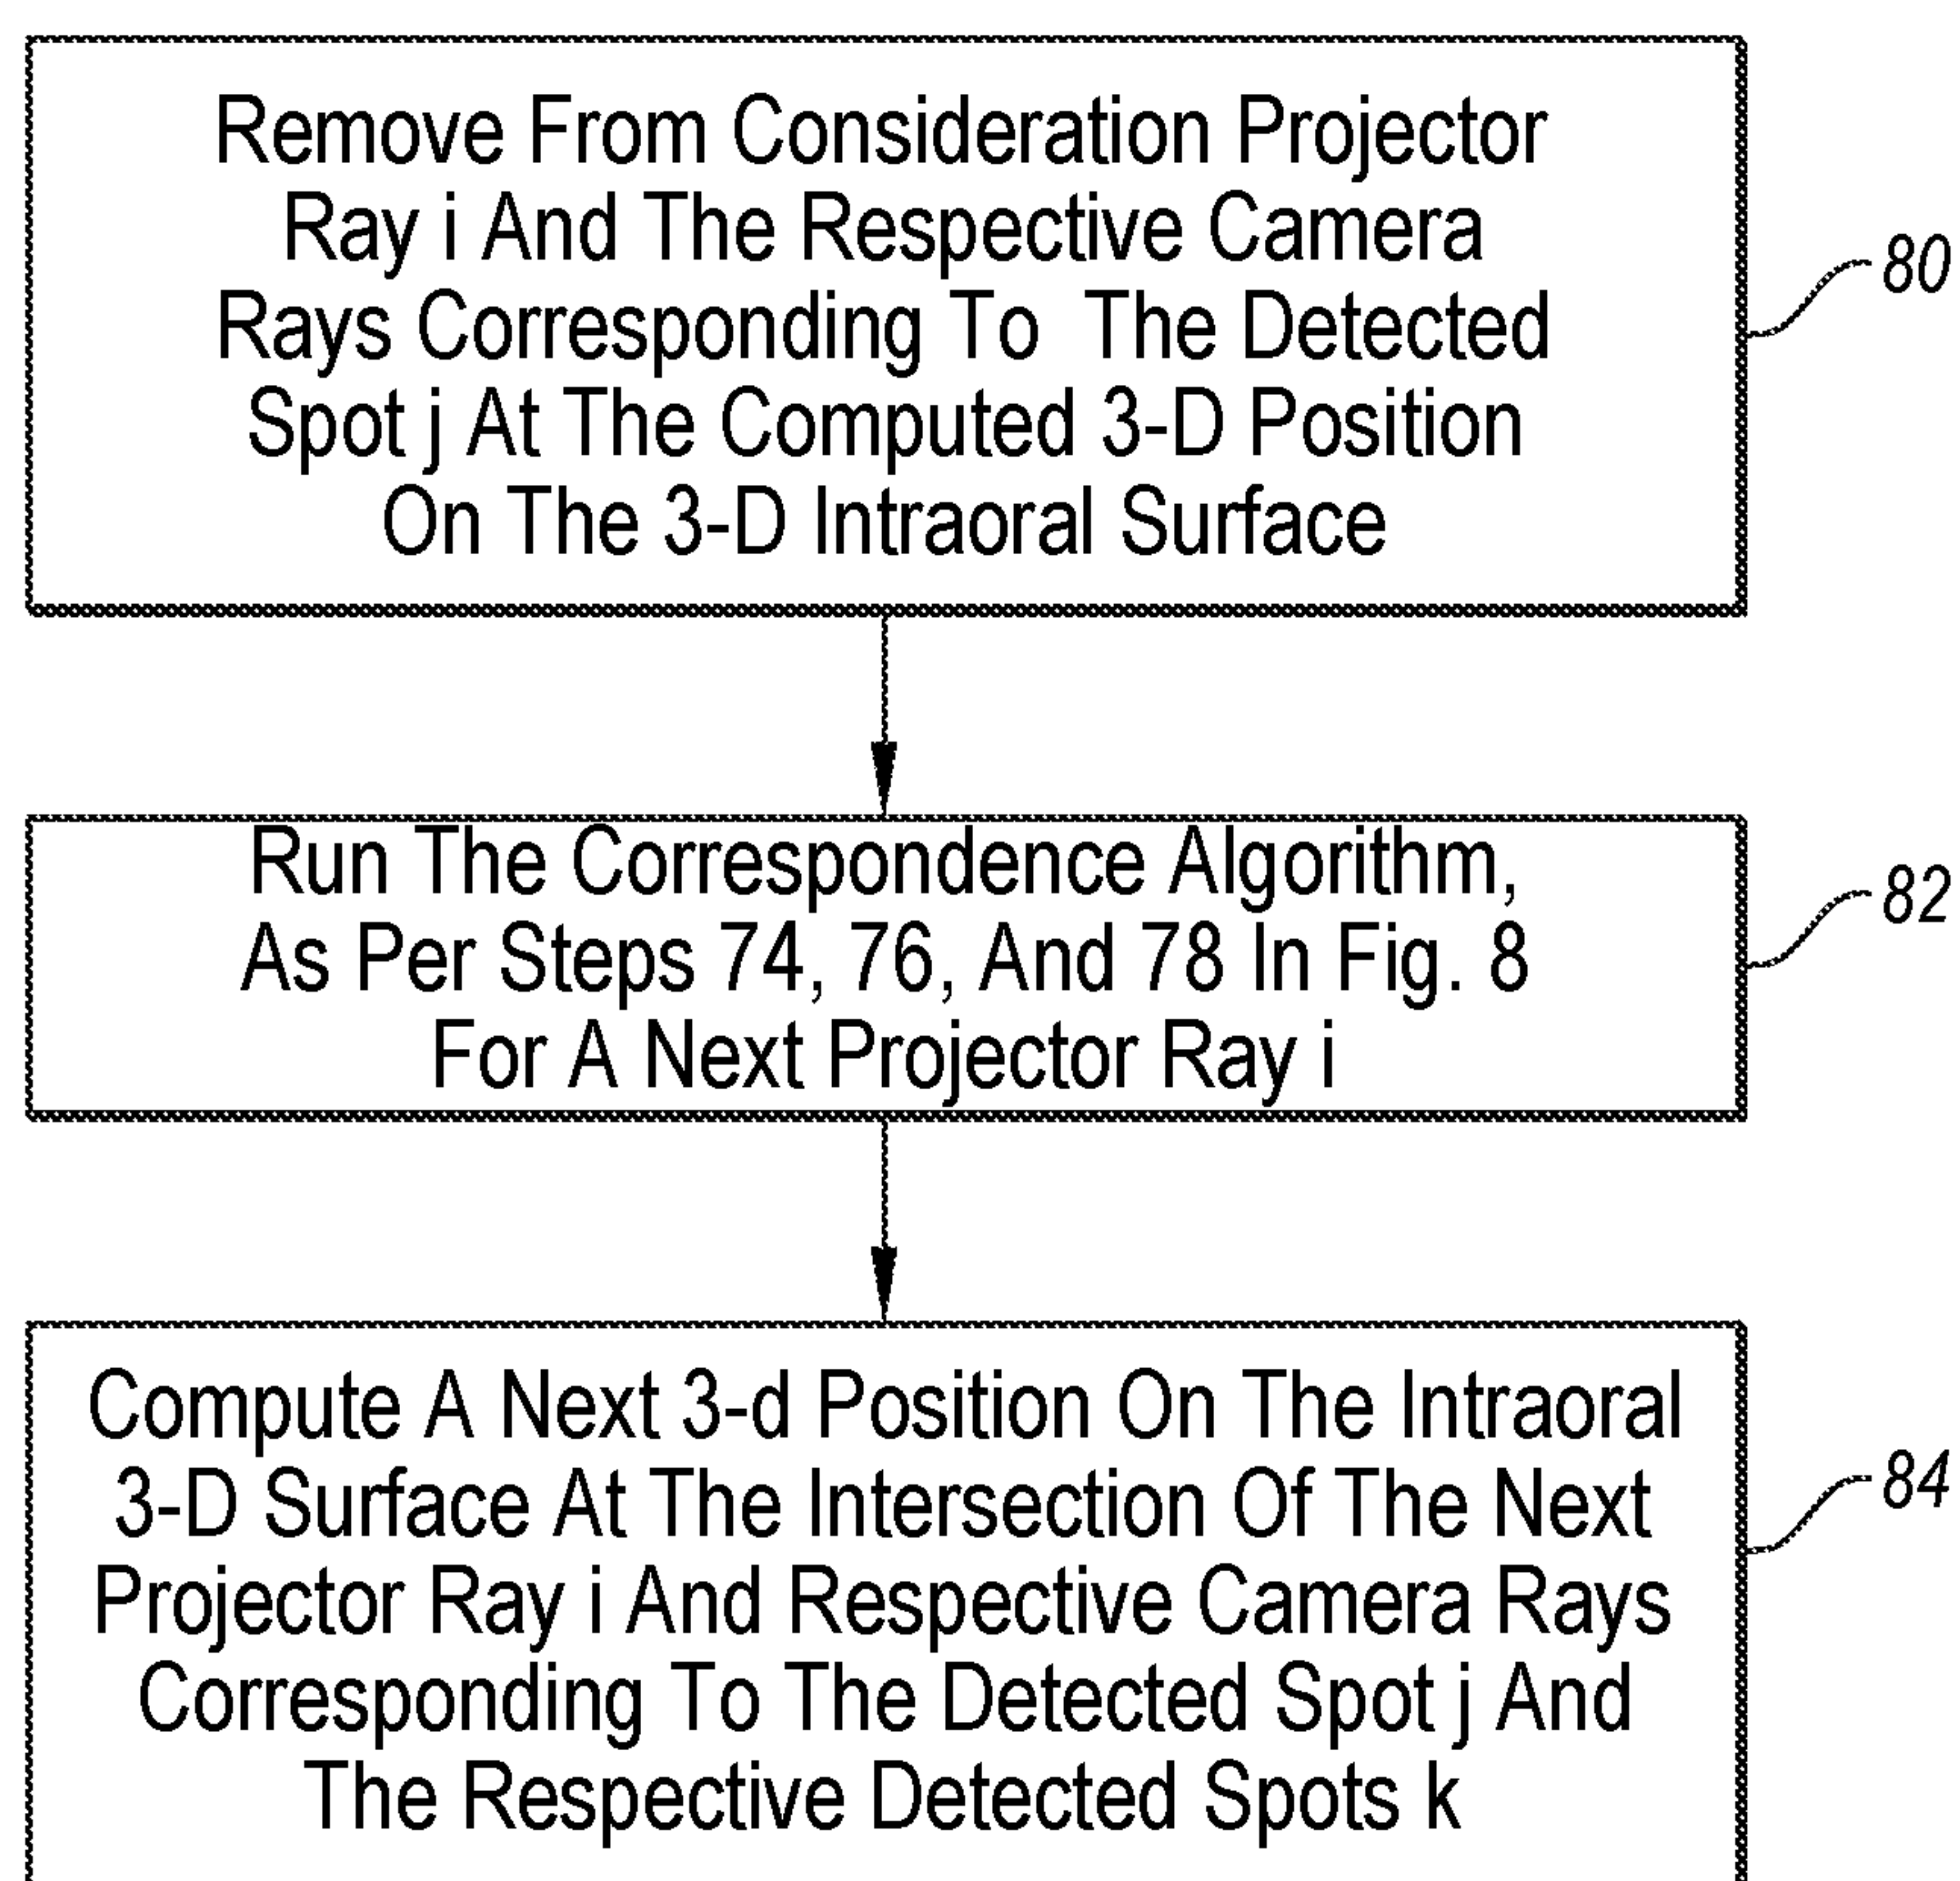 Remove From Consideration Projector
Ray i And The Respective Camera
Rays Corresponding To The Detected
Spot j At The Computed 3-D Position
On The 3-D Intraoral Surface
80
Run The Correspondence Algorithm,
As Per Steps 74, 76, And 78 In Fig. 8
For A Next Projector Ray i
82
Compute A Next 3-d Position On The Intraoral
3-D Surface At The Intersection Of The Next
Projector Ray i And Respective Camera Rays
Corresponding To The Detected Spot j And
The Respective Detected Spots k
84